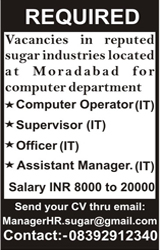 REQUIRED
Vacancies in reputed
sugar industries located
at Moradabad for
computer department
★ Computer Operator (IT)
★ Supervisor (IT)
★ Officer (IT)
★ Assistant Manager. (IT)
Salary INR 8000 to 20000
Send your CV thru email:
ManagerHR.sugar@gmail.com
Contact:-08392912340